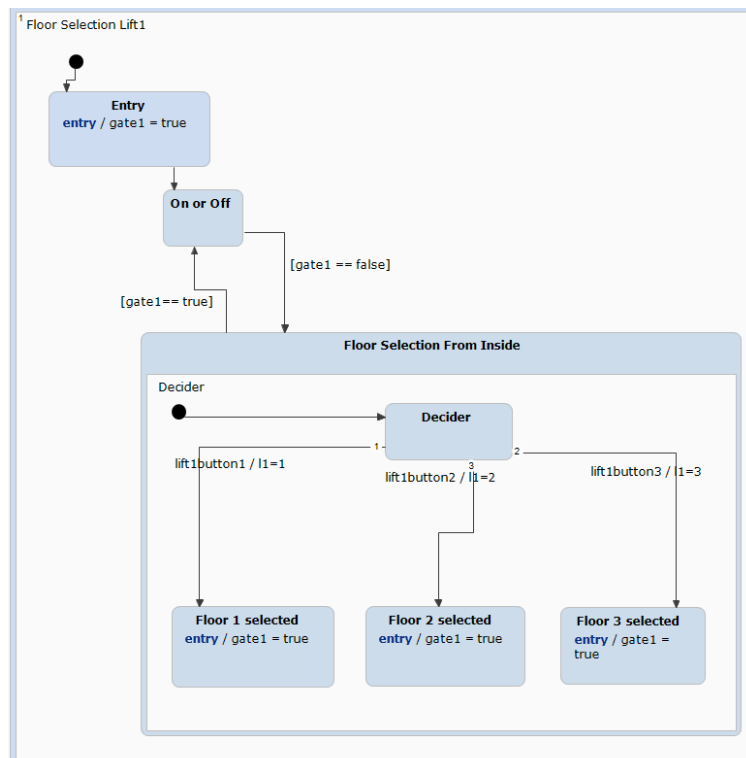 1
Floor Selection Lift1
Entry
entry / gate1 = true
On or Off
[gate1 == false]
[gate1== true]
Floor Selection From Inside
Decider
Decider
1
2
3
lift1button1 / l1=1
lift1button2 / l1=2
lift1button3 / l1=3
Floor 1 selected
entry / gate1 = true
Floor 2 selected
entry / gate1 = true
Floor 3 selected
entry / gate1 =
true